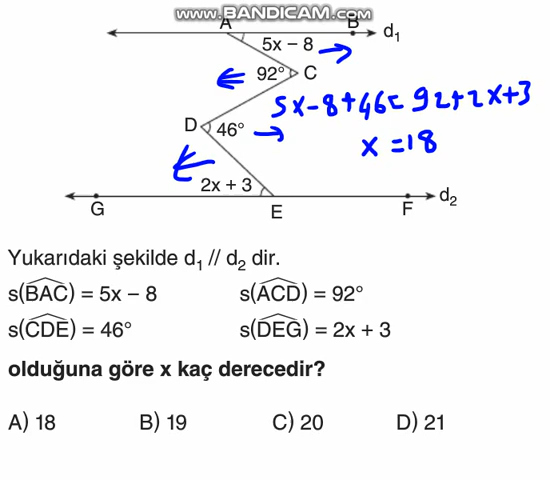 WWW.BANDICAM.COM
A B d₁
5x – 8
92° C
5x-8+46=92+2x+3
D 46°
x=18
2x + 3
G E F d₂
Yukarıdaki şekilde d₁ // d₂ dir.
s(BAC) = 5x – 8 s(ACD) = 92°
s(CDE) = 46° s(DEG) = 2x + 3
olduğuna göre x kaç derecedir?
A) 18 B) 19 C) 20 D) 21